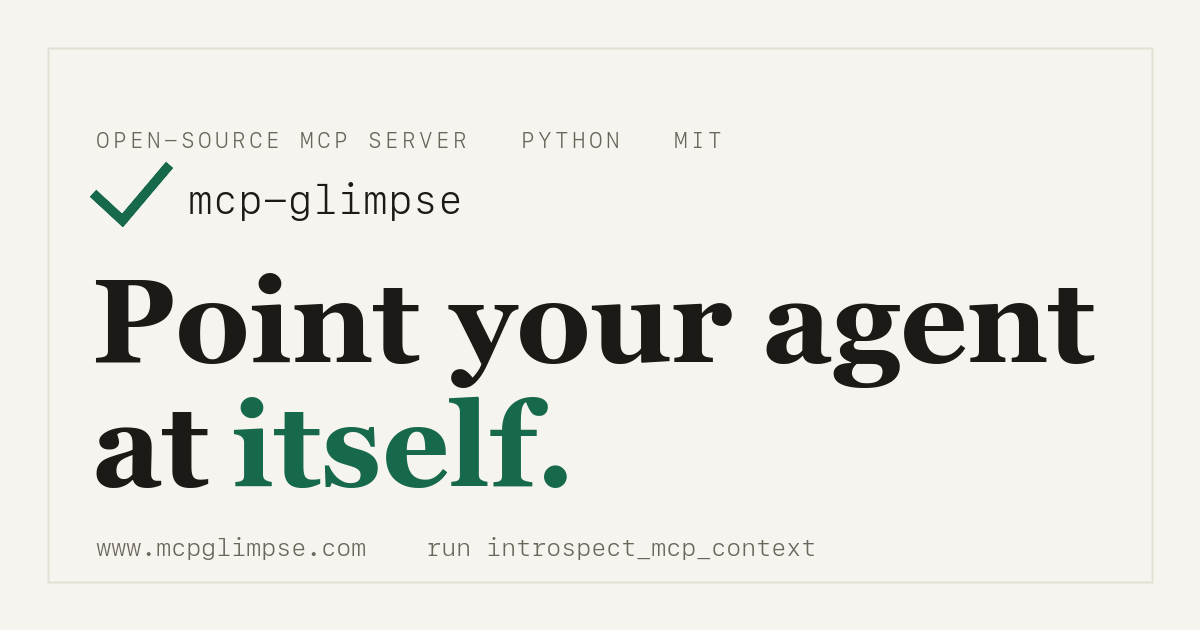 OPEN-SOURCE MCP SERVER PYTHON MIT
mcp-glimpse
Point your agent
at itself.
www.mcpglimpse.com run introspect_mcp_context